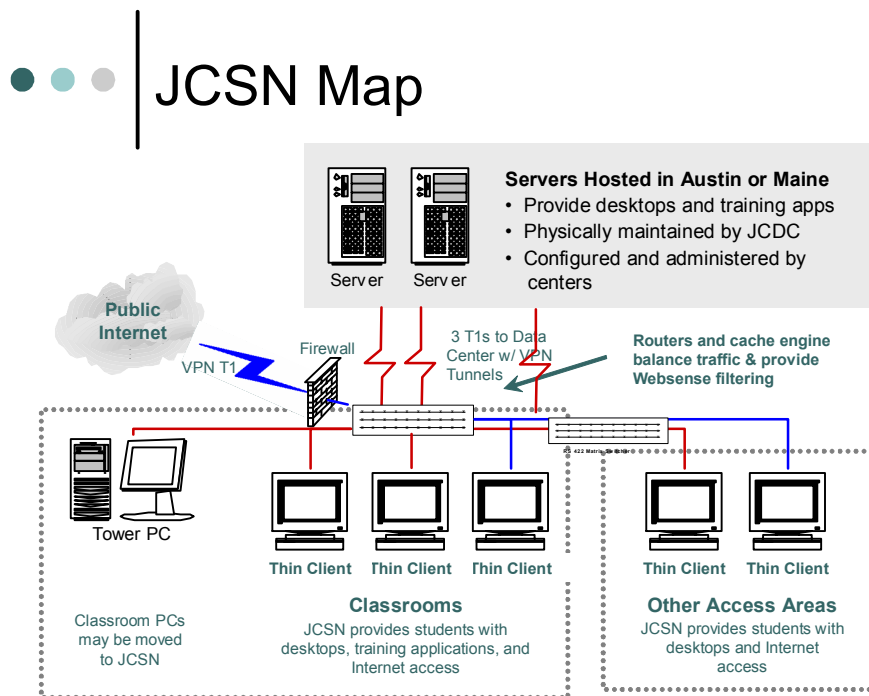 JCSN Map
Servers Hosted in Austin or Maine
• Provide desktops and training apps
• Physically maintained by JCDC
• Configured and administered by
centers
Server
Server
Public
Internet
VPN T1
Firewall
3 T1s to Data
Center w/ VPN
Tunnels
Routers and cache engine
balance traffic & provide
Websense filtering
RS 422 Matrix Switcher
Tower PC
Thin Client
Thin Client
Thin Client
Thin Client
Thin Client
Classroom PCs
may be moved
to JCSN
Classrooms
JCSN provides students with
desktops, training applications, and
Internet access
Other Access Areas
JCSN provides students with
desktops and Internet
access